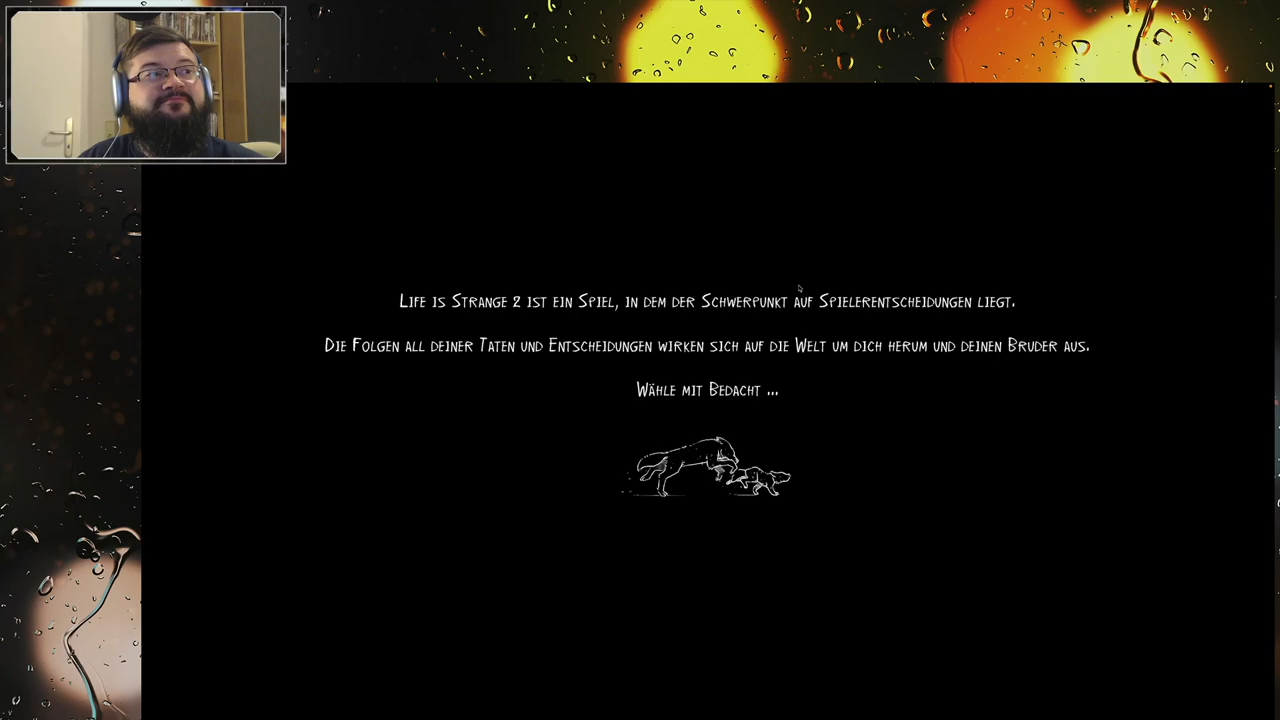 Life is Strange 2 ist ein Spiel, in dem der Schwerpunkt auf Spielerentscheidungen liegt.
Die Folgen all deiner Taten und Entscheidungen wirken sich auf die Welt um dich herum und deinen Bruder aus.
Wähle mit Bedacht ...